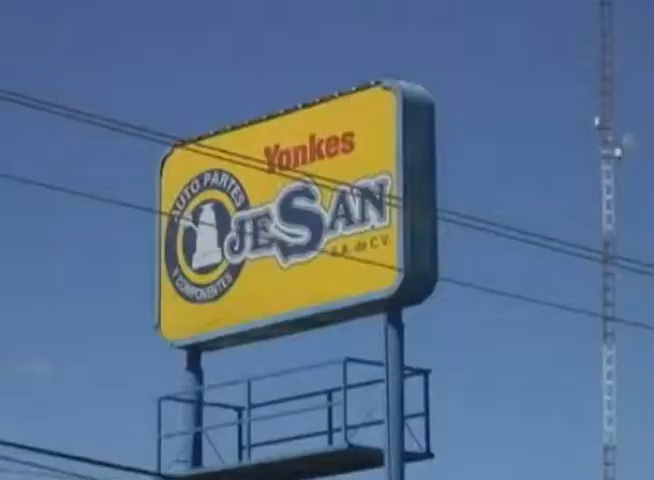 Yonkes
AUTO PARTES
JESAN
Y COMPONENTES
S.A. de C.V.